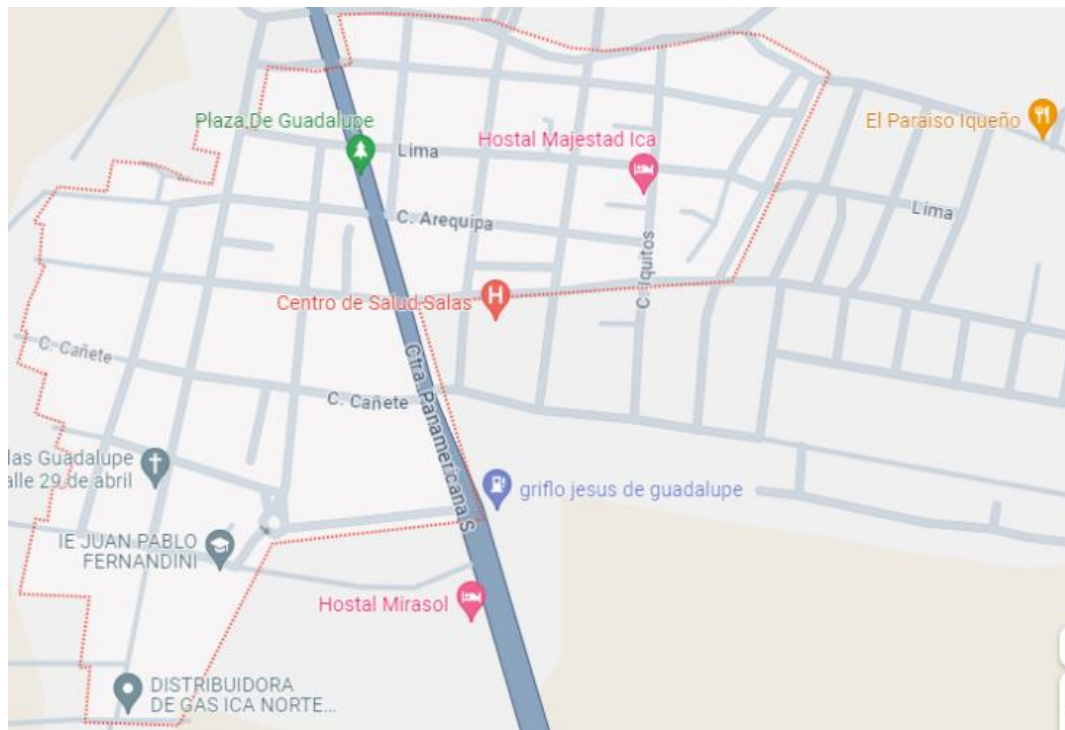 Plaza De Guadalupe
Lima
Hostal Majestad Ica
El Paraiso Iqueño
C. Arequipa
Lima
C. Iquitos
Centro de Salud Salas
C. Cañete
Ctra. Panamericana S
C. Cañete
las Guadalupe
alle 29 de abril
griflo jesus de guadalupe
IE JUAN PABLO
FERNANDINI
Hostal Mirasol
DISTRIBUIDORA
DE GAS ICA NORTE...